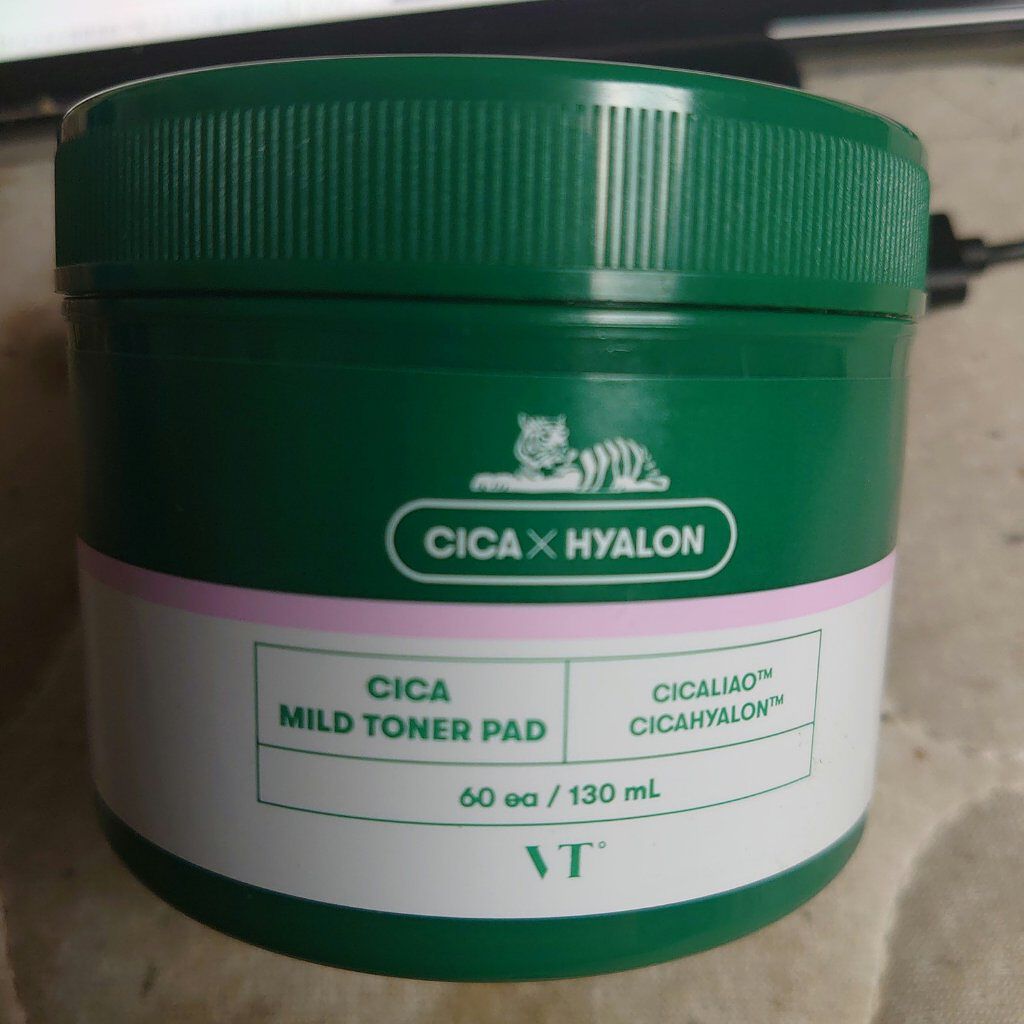 CICA X HYALON
CICA
MILD TONER PAD
CICALIAO™
CICAHYALON™
60 ea / 130 mL
VT°